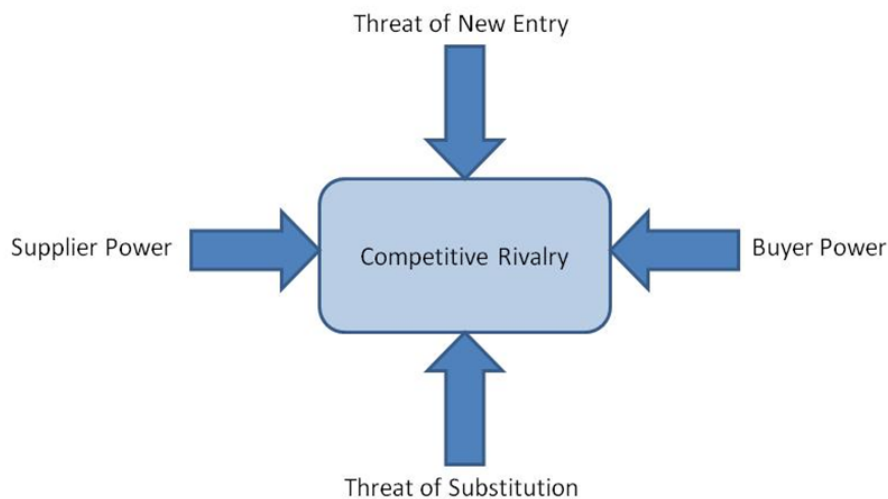 Threat of New Entry
Supplier Power
Competitive Rivalry
Buyer Power
Threat of Substitution